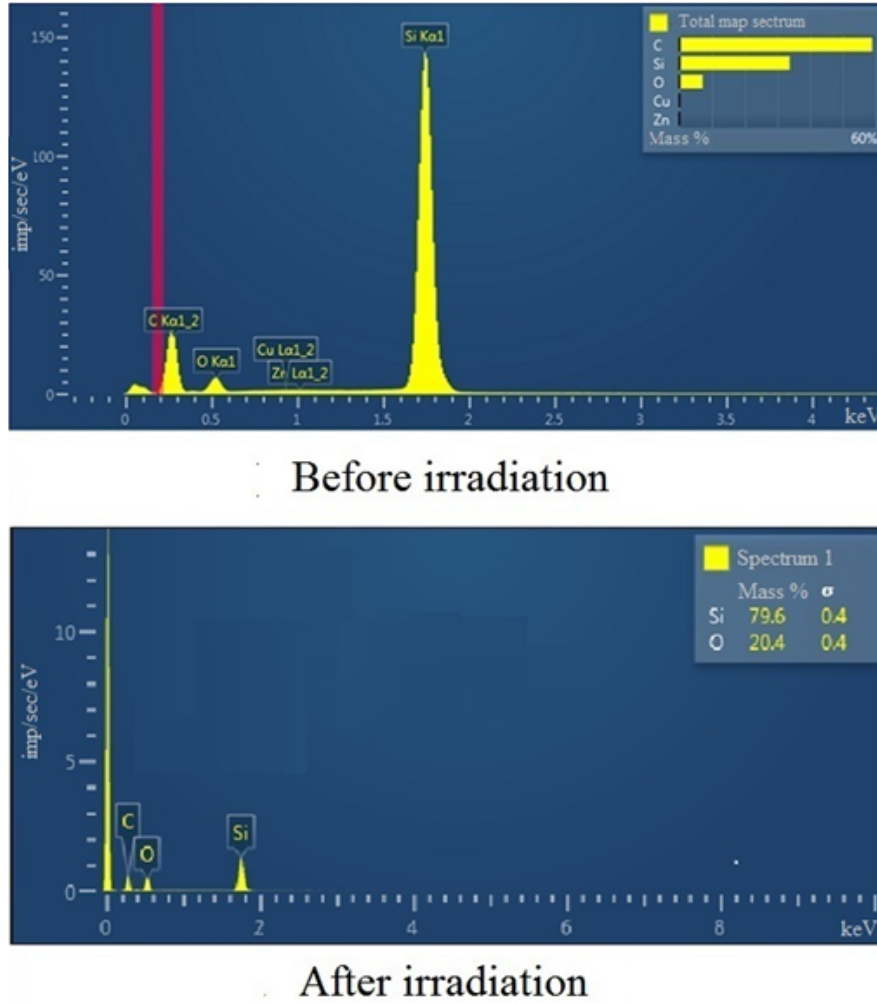 150
100
50
0
imp/sec/eV
Si Kα1
C Kα1_2
O Kα1
Cu Lα1_2
Zn Lα1_2
Total map sectrum
C
Si
O
Cu
Zn
Mass % 60%
0 0.5 1 1.5 2 2.5 3 3.5 4 keV
Before irradiation
10
5
0
imp/sec/eV
C
O
Si
Spectrum 1
Mass % σ
Si 79.6 0.4
O 20.4 0.4
0 2 4 6 8 keV
After irradiation